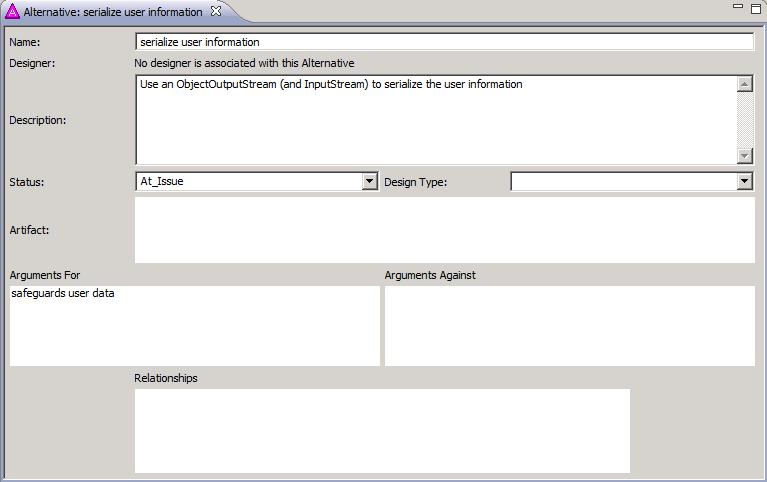 Alternative: serialize user information
Name: serialize user information
Designer: No designer is associated with this Alternative
Description: Use an ObjectOutputStream (and InputStream) to serialize the user information
Status: At_Issue Design Type:
Artifact:
Arguments For Arguments Against
safeguards user data
Relationships